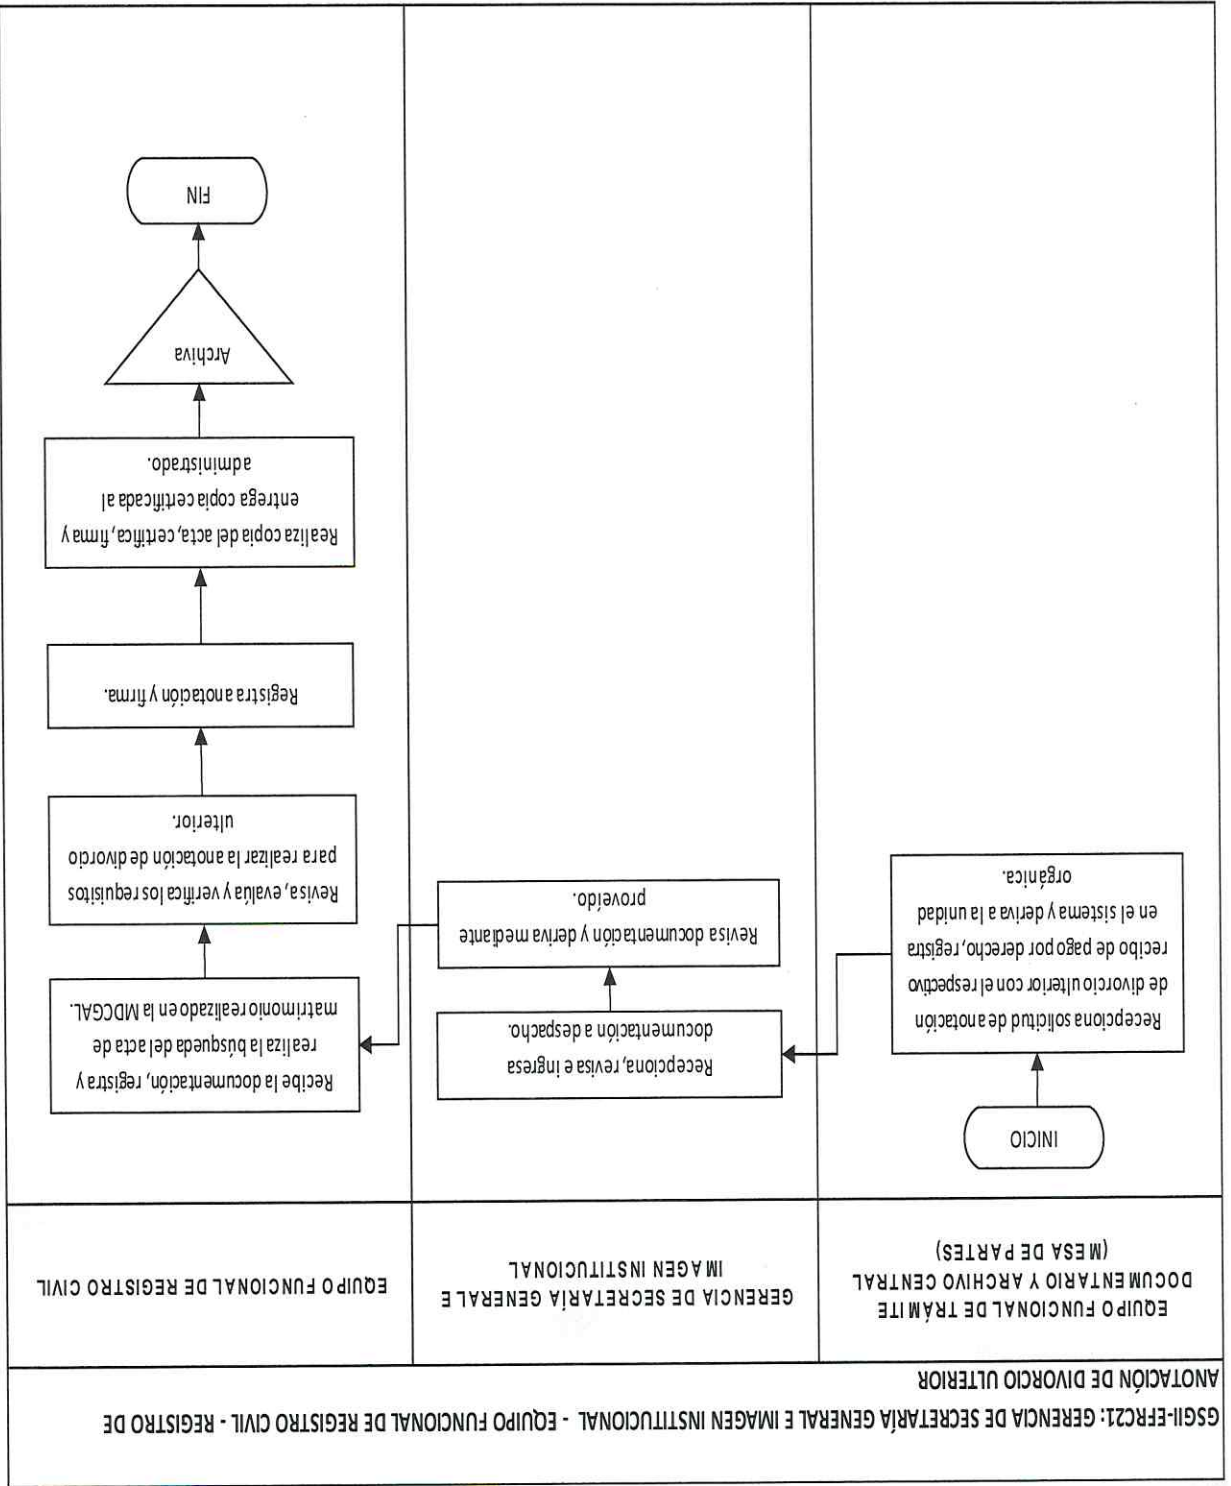 GSGII-EFRC21: GERENCIA DE SECRETARÍA GENERAL E IMAGEN INSTITUCIONAL - EQUIPO FUNCIONAL DE REGISTRO CIVIL - REGISTRO DE
ANOTACIÓN DE DIVORCIO ULTERIOR
EQUIPO FUNCIONAL DE TRÁMITE
DOCUMENTARIO Y ARCHIVO CENTRAL
(MESA DE PARTES)
GERENCIA DE SECRETARÍA GENERAL E
IMAGEN INSTITUCIONAL
EQUIPO FUNCIONAL DE REGISTRO CIVIL
INICIO
Recepciona solicitud de anotación
de divorcio ulterior con el respectivo
recibo de pago por derecho, registra
en el sistema y deriva a la unidad
orgánica.
Recepciona, revisa e ingresa
documentación a despacho.
Revisa documentación y deriva mediante
proveído.
Recibe la documentación, registra y
realiza la búsqueda del acta de
matrimonio realizado en la MDCGAL.
Revisa, evalúa y verifica los requisitos
para realizar la anotación de divorcio
ulterior.
Registra anotación y firma.
Realiza copia del acta, certifica, firma y
entrega copia certificada al
administrado.
Archiva
FIN